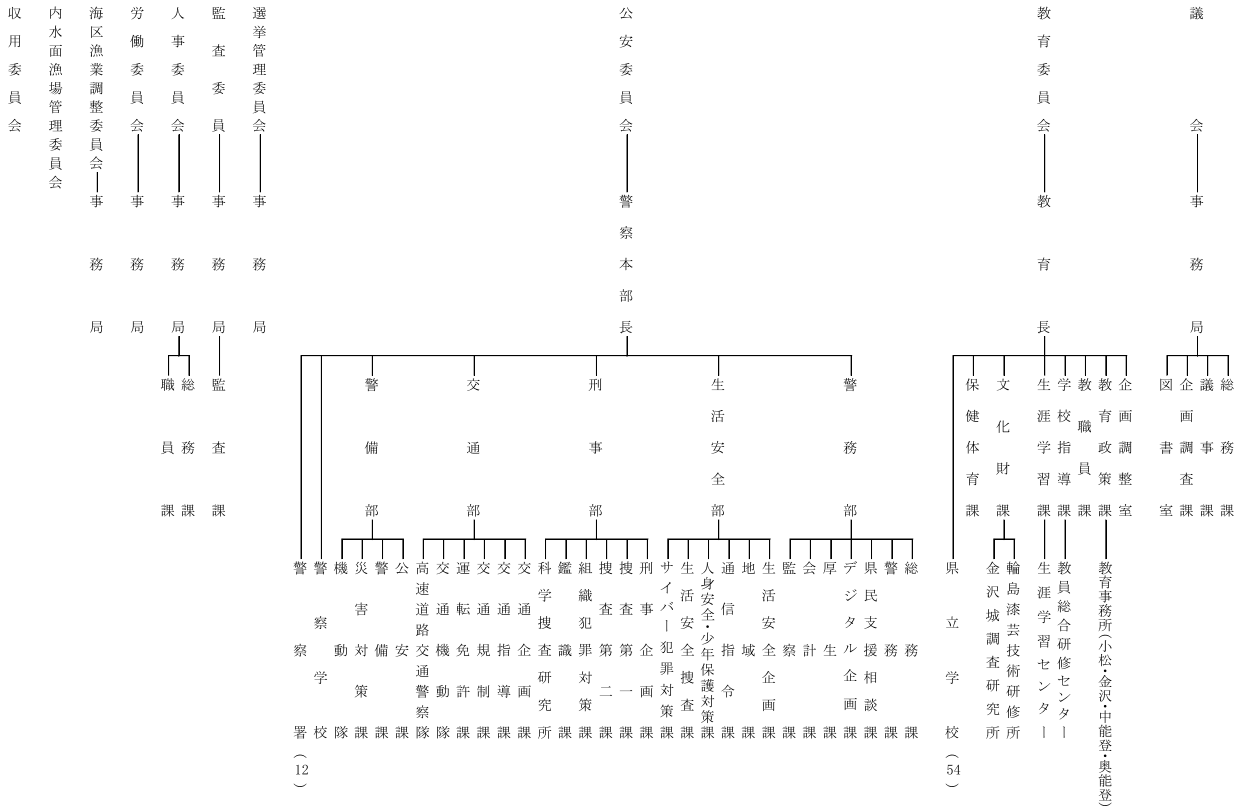 議会
事務局
総務課
議事課
企画調査課
図書室
教育委員会
教育長
企画調整室
教育政策課
教育事務所(小松・金沢・中能登・奥能登)
教職員課
学校指導課
教員総合研修センター
生涯学習課
生涯学習センター
文化財課
輪島漆芸技術研修所
金沢城調査研究所
保健体育課
県立学校(54)
公安委員会
警察本部長
警務部
総務課
警務課
県民支援相談課
デジタル企画課
厚生課
会計課
監察課
生活安全部
生活安全企画課
地域課
通信指令課
人身安全・少年保護対策課
生活安全捜査課
サイバー犯罪対策課
刑事部
刑事企画課
捜査第一課
捜査第二課
組織犯罪対策課
鑑識課
科学捜査研究所
交通部
交通企画課
交通指導課
交通規制課
運転免許課
交通機動隊
高速道路交通警察隊
警備部
公安課
警備課
災害対策課
機動隊
警察学校
警察署(12)
選挙管理委員会
事務局
監査委員
事務局
監査課
人事委員会
事務局
総務課
職員課
労働委員会
事務局
海区漁業調整委員会
事務局
内水面漁場管理委員会
収用委員会